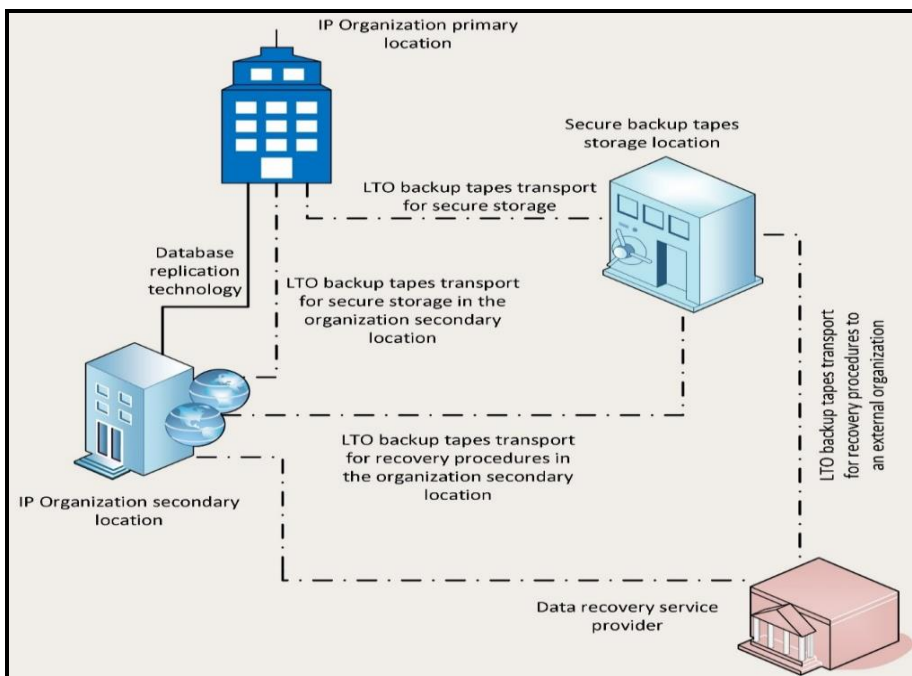 IP Organization primary
location
Secure backup tapes
storage location
LTO backup tapes transport
for secure storage
Database
replication
technology
LTO backup tapes transport
for secure storage in the
organization secondary
location
LTO backup tapes transport
for recovery procedures to
an external organization
LTO backup tapes transport
for recovery procedures in
the organization secondary
location
IP Organization secondary
location
Data recovery service
provider